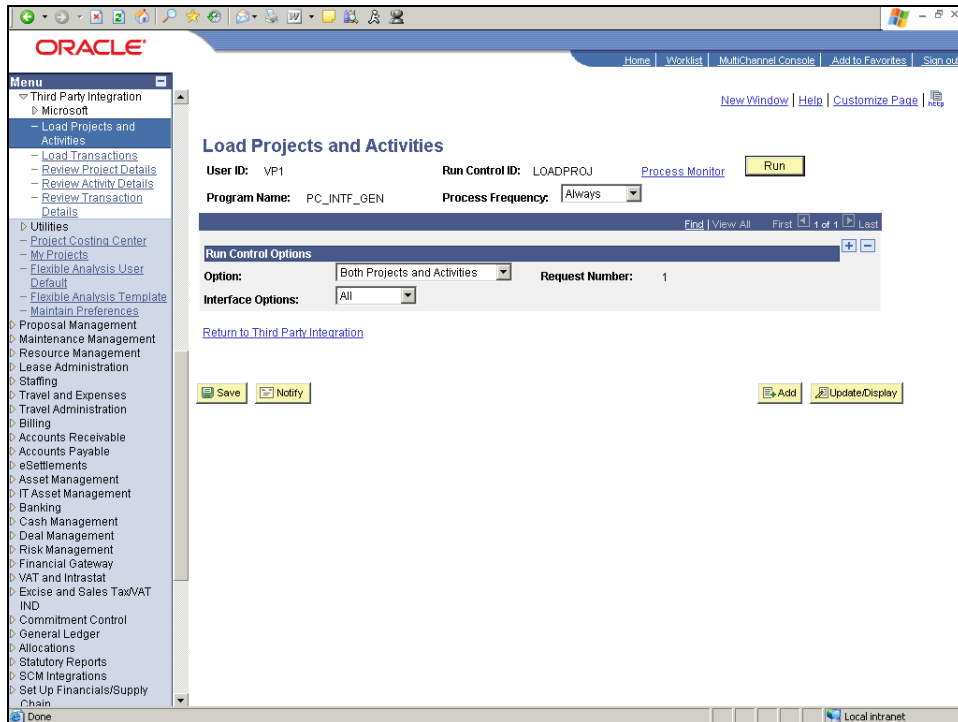 ORACLE'
Home | Worklist | MultiChannel Console | Add to Favorites | Sign out
Menu
Third Party Integration
Microsoft
– Load Projects and
Activities
– Load Transactions
– Review Project Details
– Review Activity Details
– Review Transaction
Details
Utilities
– Project Costing Center
– My Projects
– Flexible Analysis User
Default
– Flexible Analysis Template
– Maintain Preferences
Proposal Management
Maintenance Management
Resource Management
Lease Administration
Staffing
Travel and Expenses
Travel Administration
Billing
Accounts Receivable
Accounts Payable
eSettlements
Asset Management
IT Asset Management
Banking
Cash Management
Deal Management
Risk Management
Financial Gateway
VAT and Intrastat
Excise and Sales Tax/VAT
IND
Commitment Control
General Ledger
Allocations
Statutory Reports
SCM Integrations
Set Up Financials/Supply
Chain
New Window | Help | Customize Page | http
Load Projects and Activities
User ID: VP1 Run Control ID: LOADPROJ Process Monitor Run
Program Name: PC_INTF_GEN Process Frequency: Always
Find | View All First 1 of 1 Last
Run Control Options
Option: Both Projects and Activities Request Number: 1
Interface Options: All
Return to Third Party Integration
Save Notify Add Update/Display
Done Local intranet